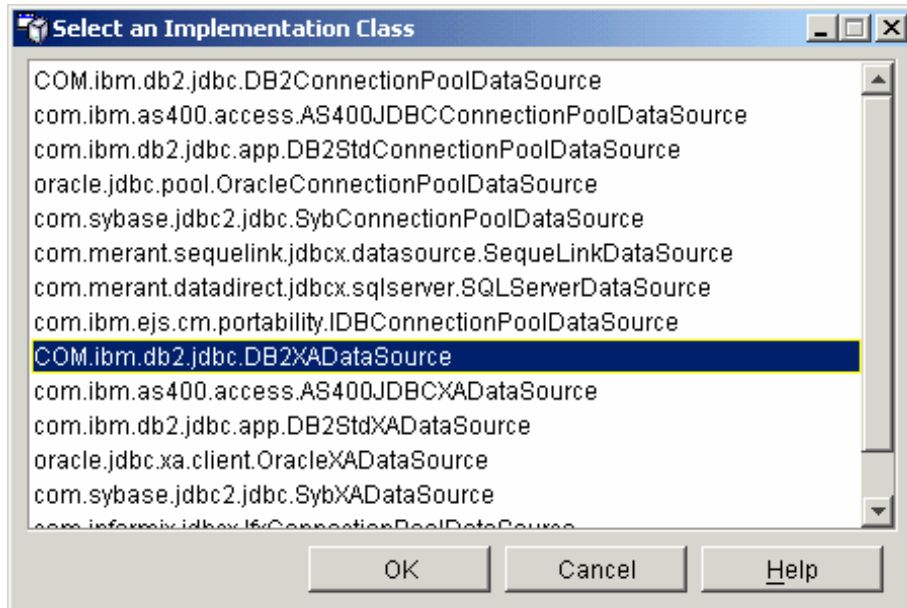 Select an Implementation Class
COM.ibm.db2.jdbc.DB2ConnectionPoolDataSource
com.ibm.as400.access.AS400JDBCConnectionPoolDataSource
com.ibm.db2.jdbc.app.DB2StdConnectionPoolDataSource
oracle.jdbc.pool.OracleConnectionPoolDataSource
com.sybase.jdbc2.jdbc.SybConnectionPoolDataSource
com.merant.sequelink.jdbcx.datasource.SequeLinkDataSource
com.merant.datadirect.jdbcx.sqlserver.SQLServerDataSource
com.ibm.ejs.cm.portability.IDBConnectionPoolDataSource
COM.ibm.db2.jdbc.DB2XADataSource
com.ibm.as400.access.AS400JDBCXADataSource
com.ibm.db2.jdbc.app.DB2StdXADataSource
oracle.jdbc.xa.client.OracleXADataSource
com.sybase.jdbc2.jdbc.SybXADataSource
com.informix.jdbcx.IfxConnectionPoolDataSource
OK Cancel Help